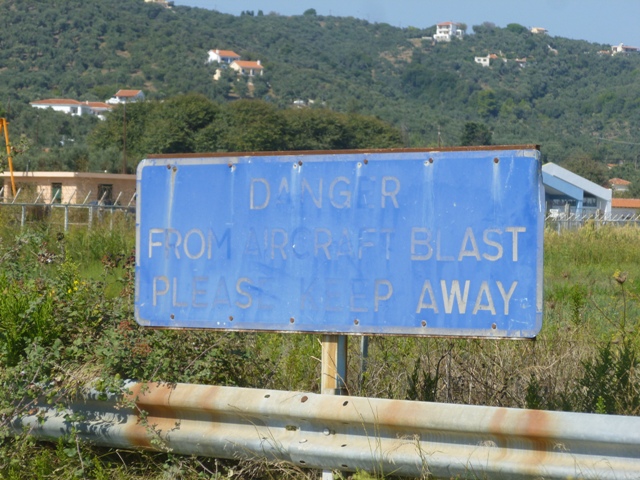 DANGER
FROM AIRCRAFT BLAST
PLEASE KEEP AWAY